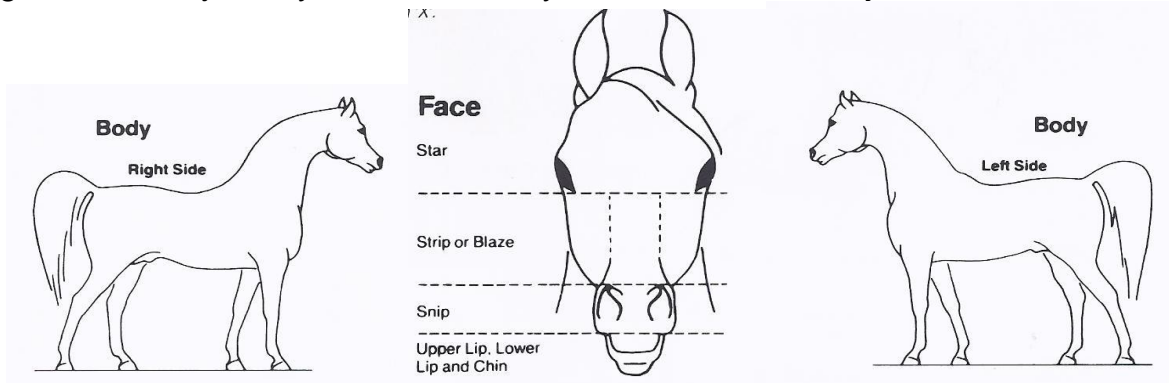 Body
Right Side
Face
Star
Strip or Blaze
Snip
Upper Lip, Lower
Lip and Chin
Body
Left Side